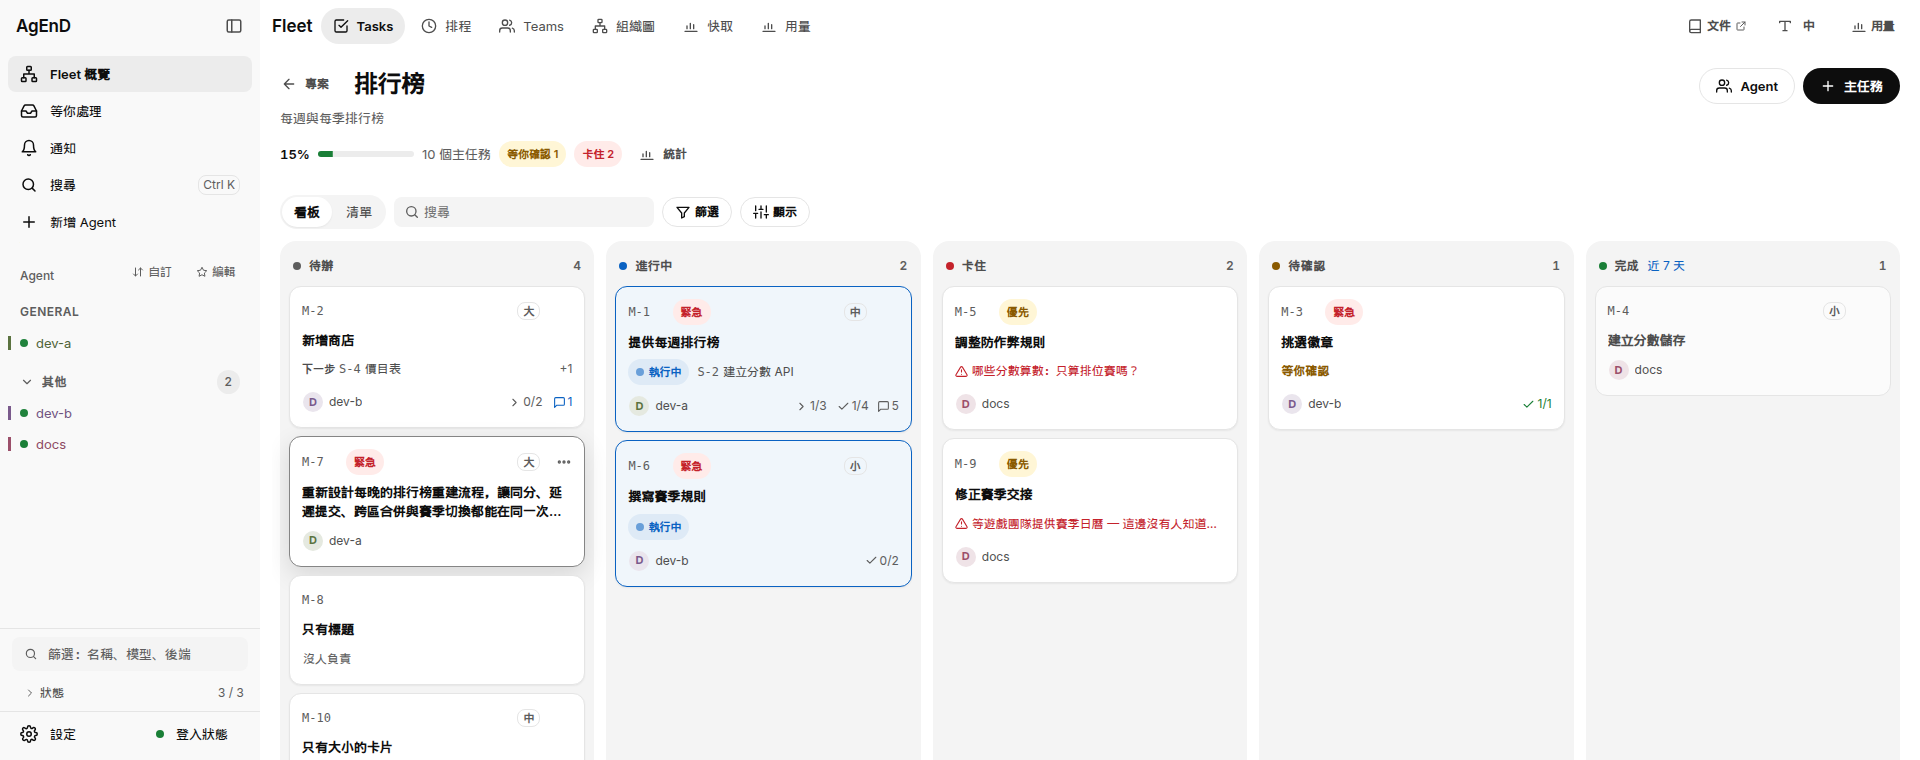 AgEnD
Fleet 概覽
等你處理
通知
搜尋 Ctrl K
新增 Agent
Agent 自訂 編輯
GENERAL
dev-a
其他 2
dev-b
docs
篩選：名稱、模型、後端
狀態 3 / 3
設定 登入狀態
Fleet Tasks 排程 Teams 組織圖 快取 用量
文件 中 用量
專案 排行榜
Agent 主任務
每週與每季排行榜
15% 10 個主任務 等你確認 1 卡住 2 統計
看板 清單 搜尋 篩選 顯示
待辦 4
M-2 大
新增商店
下一步 S-4 價目表 +1
D dev-b 0/2 1
M-7 緊急 大
重新設計每晚的排行榜重建流程，讓同分、延
遲提交、跨區合併與賽季切換都能在同一次…
D dev-a
M-8
只有標題
沒人負責
M-10 中
只有大小的卡片
進行中 2
M-1 緊急 中
提供每週排行榜
執行中 S-2 建立分數 API
D dev-a 1/3 1/4 5
M-6 緊急 小
撰寫賽季規則
執行中
D dev-b 0/2
卡住 2
M-5 優先
調整防作弊規則
哪些分數算數：只算排位賽嗎？
D docs
M-9 優先
修正賽季交接
等遊戲團隊提供賽季日曆 — 這邊沒有人知道...
D docs
待確認 1
M-3 緊急
挑選徽章
等你確認
D dev-b 1/1
完成 近 7 天 1
M-4 小
建立分數儲存
D docs